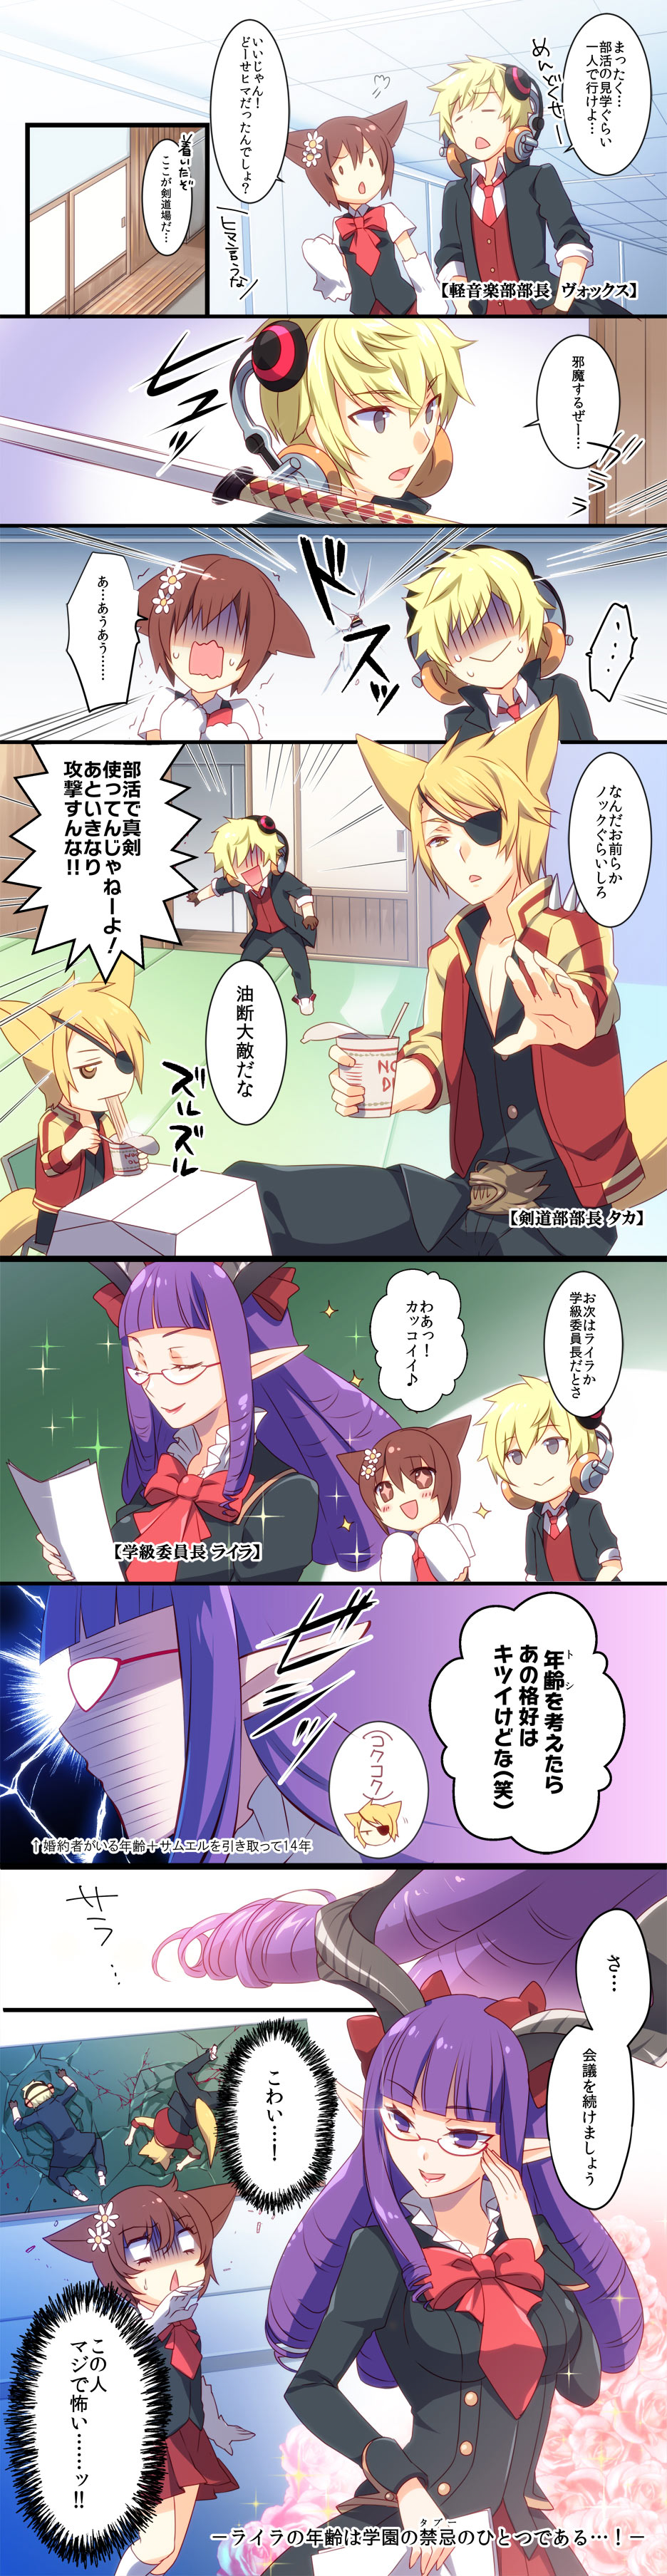 まったく…
部活の見学ぐらい
一人で行けよ…
めんどくせー
いいじゃん!
どーせヒマだったんでしょ?
ヒマ言うな
【軽音楽部部長 ヴォックス】
着いたぞ
ここが剣道場だ…
邪魔するぜー…
ガラ
ヒュッ
……
ドスッ
あ…あうあう……
なんだお前らか
ノックぐらいしろ
部活で真剣
使ってんじゃねーよ!
あといきなり
攻撃すんな!!
油断大敵だな
NO
DE
ズルズル
【剣道部部長 タカ】
お次はライラか
学級委員長だとさ
わあっ!
カッコイイ♪
【学級委員長 ライラ】
年齢を考えたら
トシ
あの格好は
キツイけどな(笑)
コクコク
↑婚約者がいる年齢+サムエルを引き取って14年
サラ…
さ…
会議を続けましょう
こわい…!
この人
マジで怖い……ッ!!
タブー
−ライラの年齢は学園の禁忌のひとつである…!−